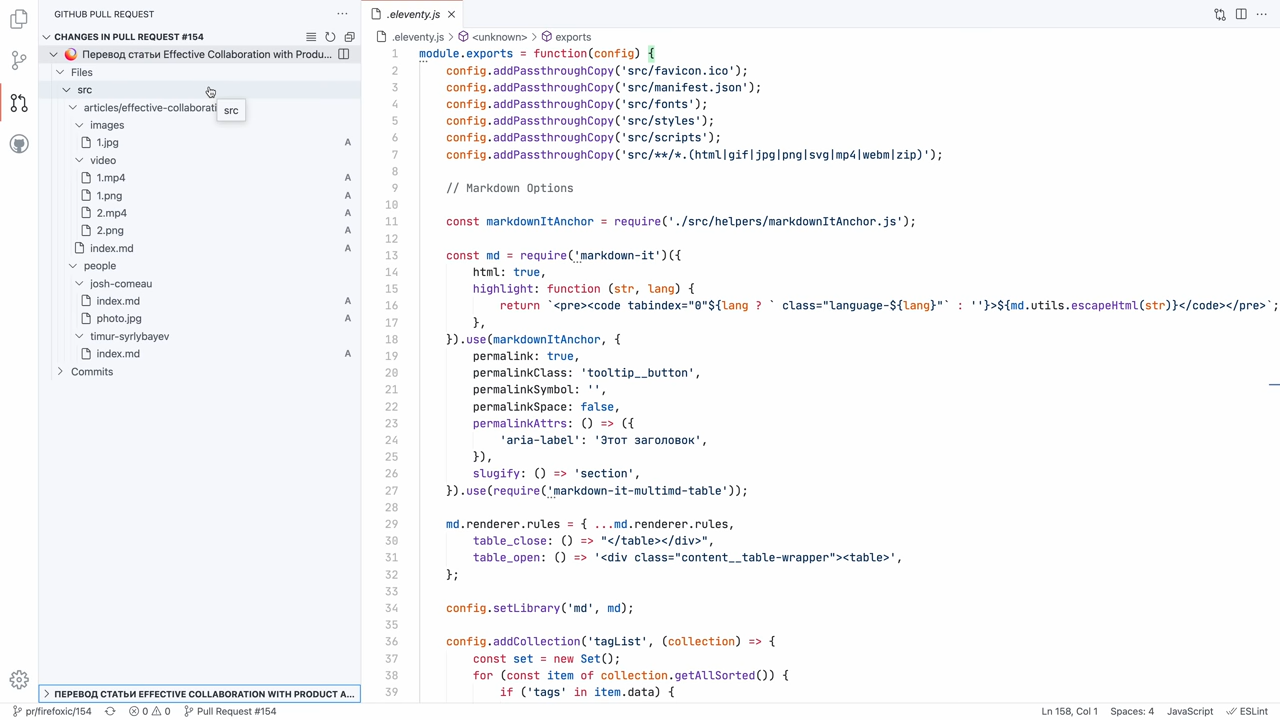 GITHUB PULL REQUEST
.eleventy.js
CHANGES IN PULL REQUEST #154
Перевод статьи Effective Collaboration with Produ...
Files
src
articles/effective-collaborati
src
images
1.jpg A
video
1.mp4 A
1.png A
2.mp4 A
2.png A
index.md A
people
josh-comeau
index.md A
photo.jpg A
timur-syrlybayev
index.md A
Commits
ПЕРЕВОД СТАТЬИ EFFECTIVE COLLABORATION WITH PRODUCT A...
.eleventy.js > <unknown> > exports
1 module.exports = function(config) {
2 config.addPassthroughCopy('src/favicon.ico');
3 config.addPassthroughCopy('src/manifest.json');
4 config.addPassthroughCopy('src/fonts');
5 config.addPassthroughCopy('src/styles');
6 config.addPassthroughCopy('src/scripts');
7 config.addPassthroughCopy('src/**/*.(html|gif|jpg|png|svg|mp4|webm|zip)');
8
9 // Markdown Options
10
11 const markdownItAnchor = require('./src/helpers/markdownItAnchor.js');
12
13 const md = require('markdown-it')({
14 html: true,
15 highlight: function (str, lang) {
16 return `<pre><code tabindex="0"${lang ? ` class="language-${lang}"` : ''}>${md.utils.escapeHtml(str)}</code></pre>`;
17 },
18 }).use(markdownItAnchor, {
19 permalink: true,
20 permalinkClass: 'tooltip__button',
21 permalinkSymbol: '',
22 permalinkSpace: false,
23 permalinkAttrs: () => ({
24 'aria-label': 'Этот заголовок',
25 }),
26 slugify: () => 'section',
27 }).use(require('markdown-it-multimd-table'));
28
29 md.renderer.rules = { ...md.renderer.rules,
30 table_close: () => "</table></div>",
31 table_open: () => '<div class="content__table-wrapper"><table>',
32 };
33
34 config.setLibrary('md', md);
35
36 config.addCollection('tagList', (collection) => {
37 const set = new Set();
38 for (const item of collection.getAllSorted()) {
39 if ('tags' in item.data) {
pr/firefoxic/154 0 0 Pull Request #154 Ln 158, Col 1 Spaces: 4 JavaScript ESLint